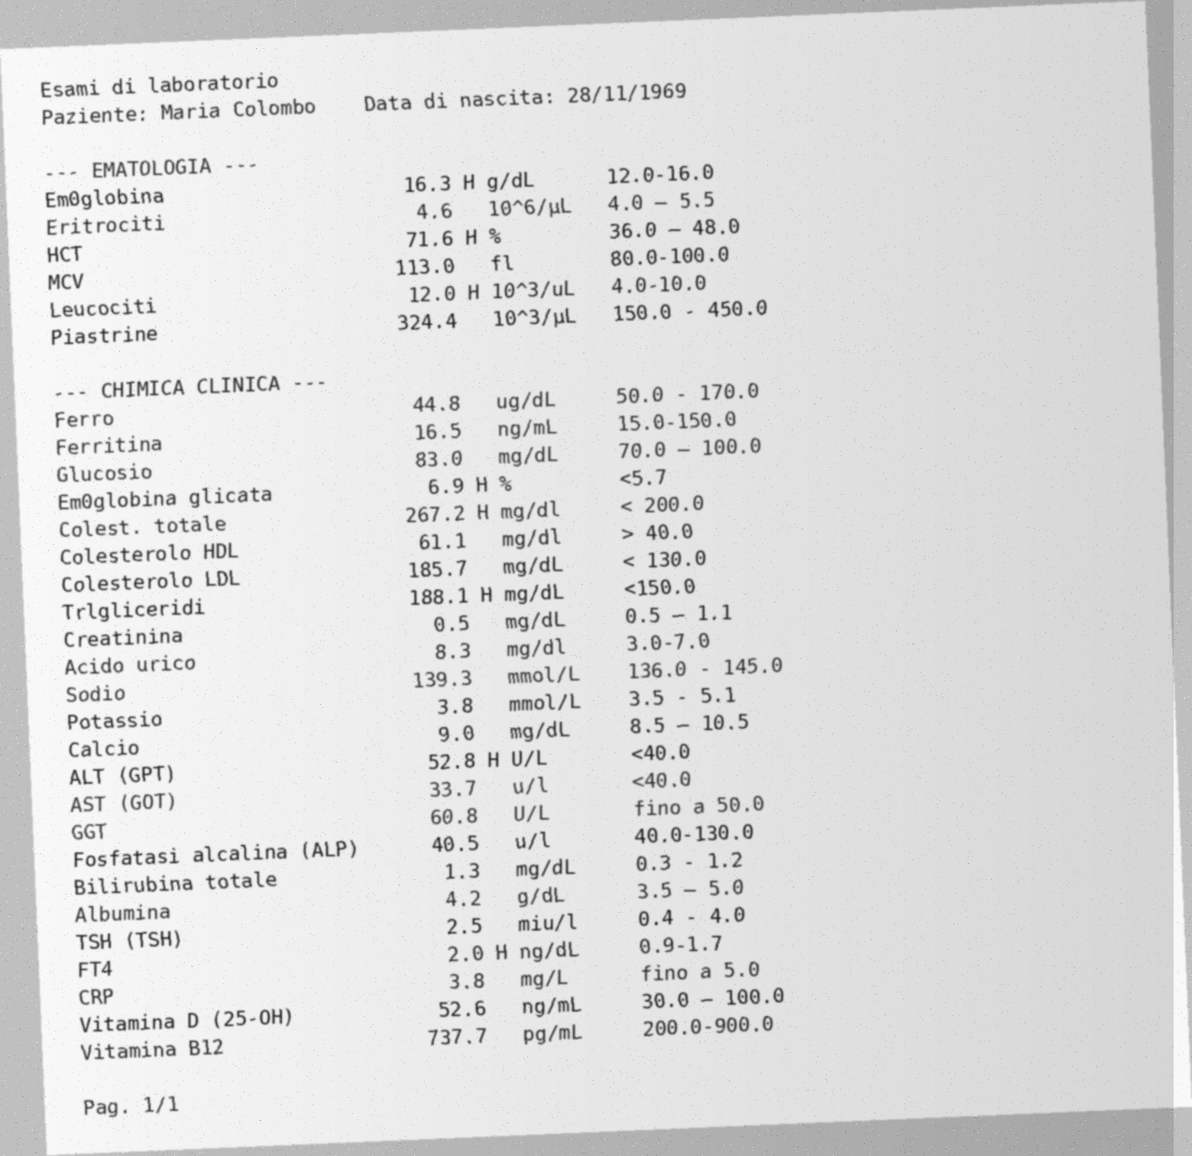 Esami di laboratorio
Paziente: Maria Colombo    Data di nascita: 28/11/1969

--- EMATOLOGIA ---
Em0globina    16.3 H g/dL    12.0-16.0
Eritrociti    4.6   10^6/µL    4.0 – 5.5
HCT    71.6 H %    36.0 – 48.0
MCV    113.0   fl    80.0-100.0
Leucociti    12.0 H 10^3/uL    4.0-10.0
Piastrine    324.4   10^3/µL    150.0 - 450.0

--- CHIMICA CLINICA ---
Ferro    44.8   ug/dL    50.0 - 170.0
Ferritina    16.5   ng/mL    15.0-150.0
Glucosio    83.0   mg/dL    70.0 – 100.0
Em0globina glicata    6.9 H %    <5.7
Colest. totale    267.2 H mg/dl    < 200.0
Colesterolo HDL    61.1   mg/dl    > 40.0
Colesterolo LDL    185.7   mg/dL    < 130.0
Trlgliceridi    188.1 H mg/dL    <150.0
Creatinina    0.5   mg/dL    0.5 – 1.1
Acido urico    8.3   mg/dl    3.0-7.0
Sodio    139.3   mmol/L    136.0 - 145.0
Potassio    3.8   mmol/L    3.5 - 5.1
Calcio    9.0   mg/dL    8.5 – 10.5
ALT (GPT)    52.8 H U/L    <40.0
AST (GOT)    33.7   u/l    <40.0
GGT    60.8   U/L    fino a 50.0
Fosfatasi alcalina (ALP)    40.5   u/l    40.0-130.0
Bilirubina totale    1.3   mg/dL    0.3 - 1.2
Albumina    4.2   g/dL    3.5 – 5.0
TSH (TSH)    2.5   miu/l    0.4 - 4.0
FT4    2.0 H ng/dL    0.9-1.7
CRP    3.8   mg/L    fino a 5.0
Vitamina D (25-OH)    52.6   ng/mL    30.0 – 100.0
Vitamina B12    737.7   pg/mL    200.0-900.0

Pag. 1/1